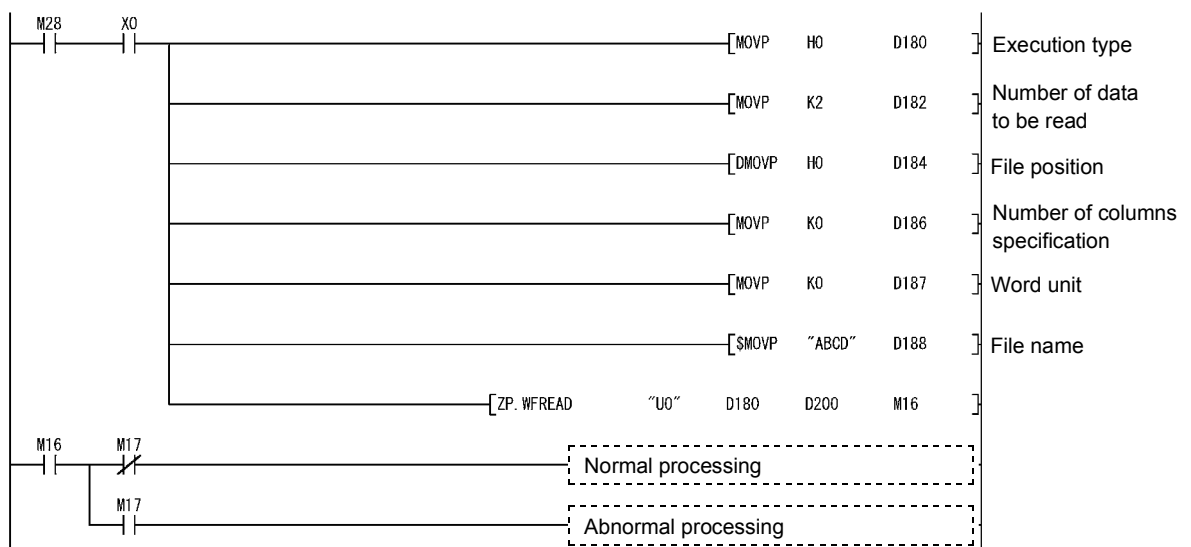 M28 X0
[MOVP H0 D180 ] Execution type
[MOVP K2 D182 ] Number of data
to be read
[DMOVP H0 D184 ] File position
[MOVP K0 D186 ] Number of columns
specification
[MOVP K0 D187 ] Word unit
[$MOVP "ABCD" D188 ] File name
[ZP.WFREAD "U0" D180 D200 M16 ]
M16 M17
Normal processing
M17
Abnormal processing